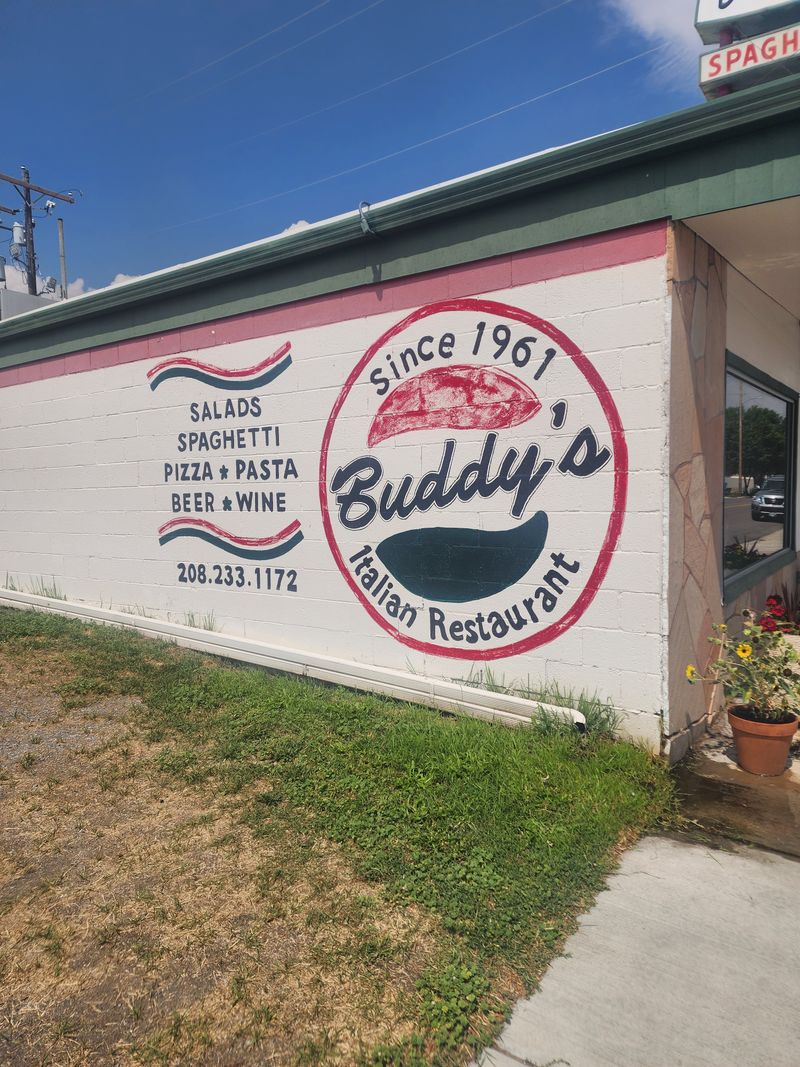 SPAGH
SALADS
SPAGHETTI
PIZZA * PASTA
BEER * WINE
208.233.1172
Since 1961
Buddy's
Italian Restaurant